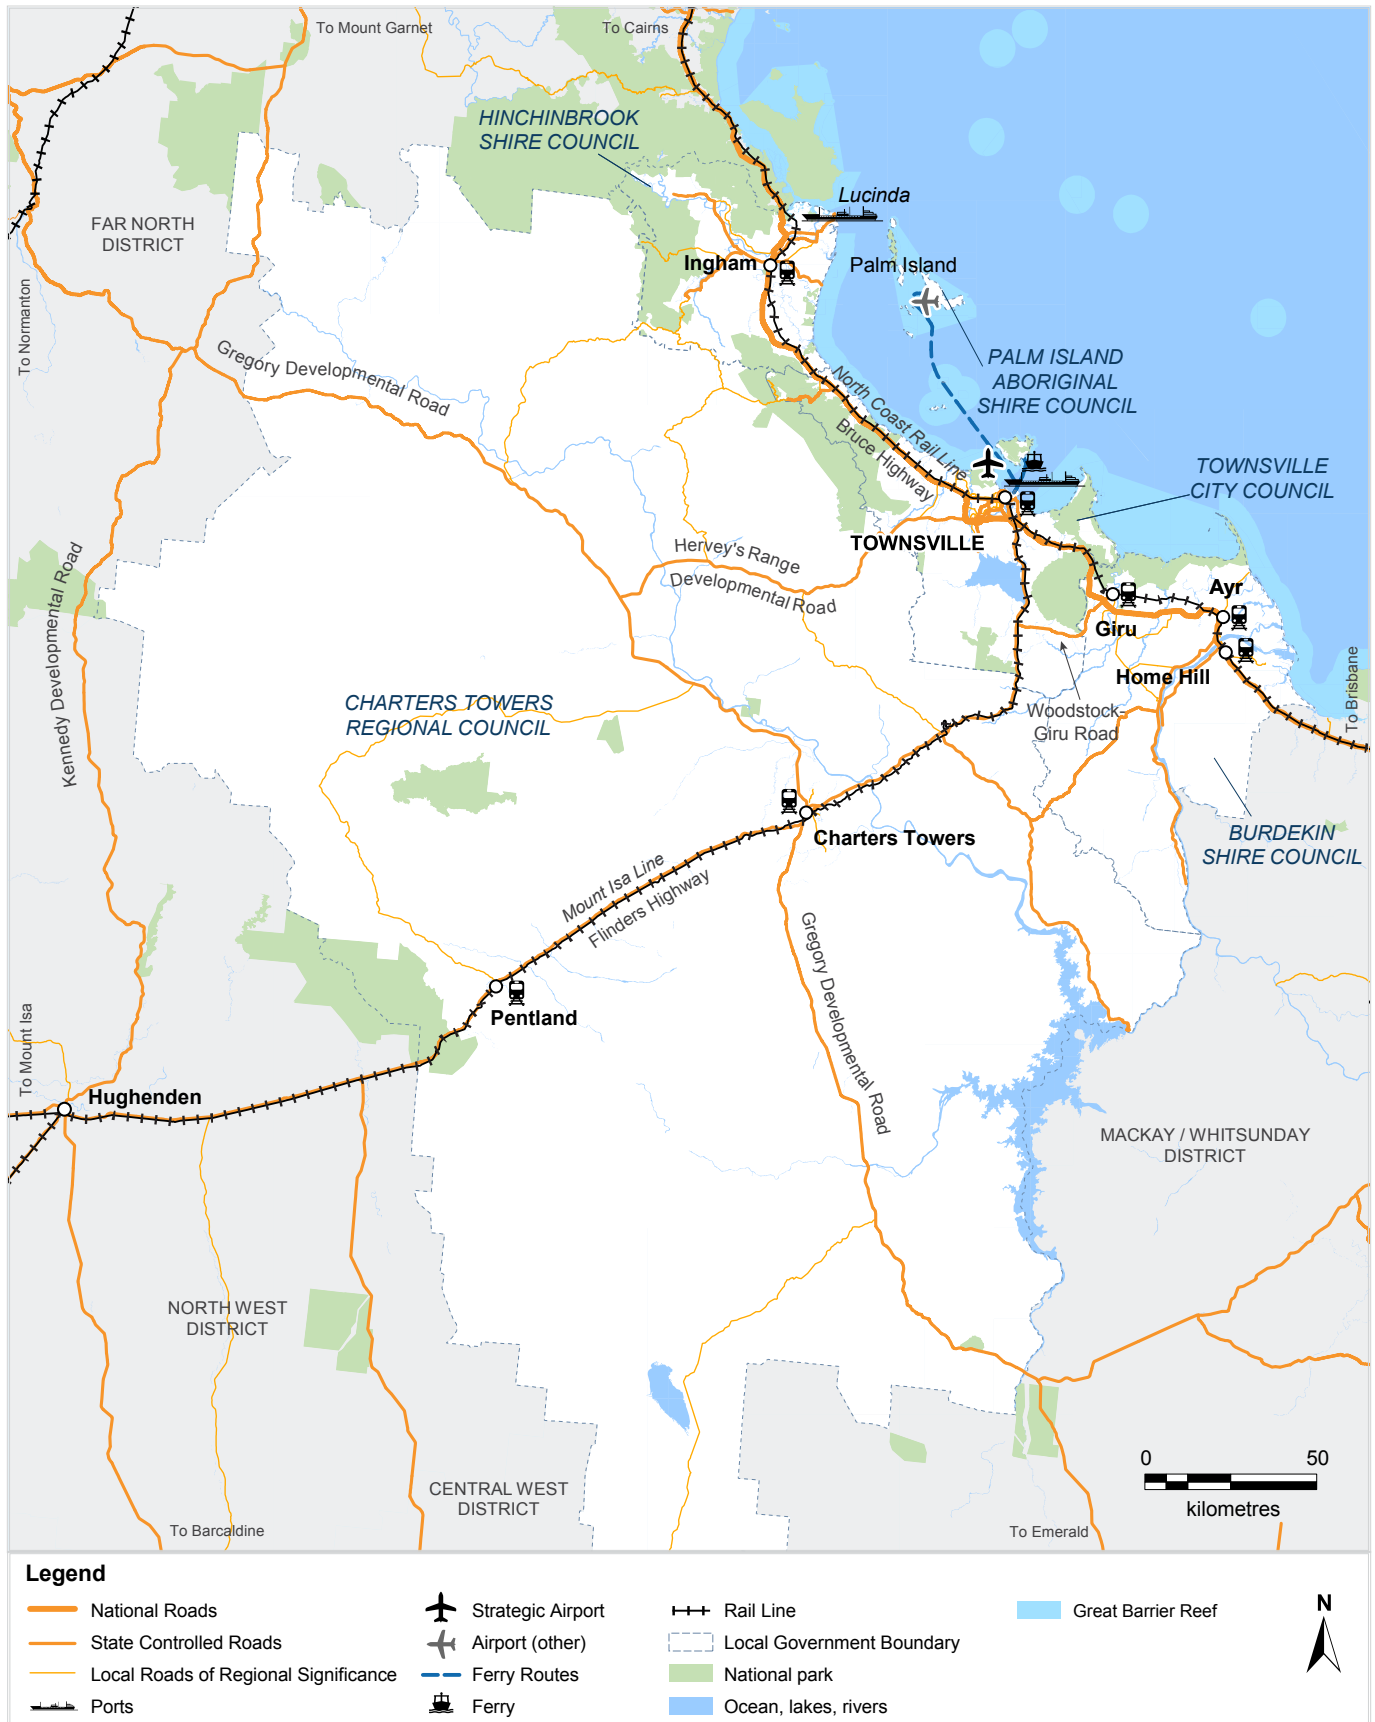 To Mount Garnet
To Cairns
HINCHINBROOK
SHIRE COUNCIL
Lucinda
FAR NORTH
DISTRICT
Ingham
Palm Island
To Normanton
PALM ISLAND
ABORIGINAL
SHIRE COUNCIL
Gregory Developmental Road
North Coast Rail Line
Bruce Highway
TOWNSVILLE
CITY COUNCIL
TOWNSVILLE
Hervey's Range
Developmental Road
Kennedy Developmental Road
Ayr
Giru
Home Hill
To Brisbane
CHARTERS TOWERS
REGIONAL COUNCIL
Woodstock-
Giru Road
Charters Towers
BURDEKIN
SHIRE COUNCIL
Mount Isa Line
Flinders Highway
Gregory Developmental Road
Pentland
To Mount Isa
Hughenden
MACKAY / WHITSUNDAY
DISTRICT
NORTH WEST
DISTRICT
CENTRAL WEST
DISTRICT
0 50
kilometres
To Barcaldine
To Emerald
Legend
National Roads
State Controlled Roads
Local Roads of Regional Significance
Ports
Strategic Airport
Airport (other)
Ferry Routes
Ferry
Rail Line
Local Government Boundary
National park
Ocean, lakes, rivers
Great Barrier Reef
N